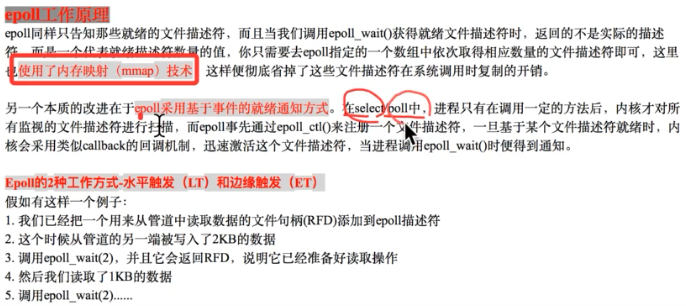 epoll工作原理
epoll同样只告知那些就绪的文件描述符，而且当我们调用epoll_wait()获得就绪文件描述符时，返回的不是实际的描述
符，而是一个代表就绪描述符数量的值，你只需要去epoll指定的一个数组中依次取得相应数量的文件描述符即可，这里
也使用了内存映射（mmap）技术，这样便彻底省掉了这些文件描述符在系统调用时复制的开销。
另一个本质的改进在于epoll采用基于事件的就绪通知方式。在select/poll中，进程只有在调用一定的方法后，内核才对所
有监视的文件描述符进行扫描，而epoll事先通过epoll_ctl()来注册一个文件描述符，一旦基于某个文件描述符就绪时，内
核会采用类似callback的回调机制，迅速激活这个文件描述符，当进程调用epoll_wait()时便得到通知。
Epoll的2种工作方式-水平触发（LT）和边缘触发（ET）
假如有这样一个例子：
1. 我们已经把一个用来从管道中读取数据的文件句柄(RFD)添加到epoll描述符
2. 这个时候从管道的另一端被写入了2KB的数据
3. 调用epoll_wait(2)，并且它会返回RFD，说明它已经准备好读取操作
4. 然后我们读取了1KB的数据
5. 调用epoll_wait(2)......